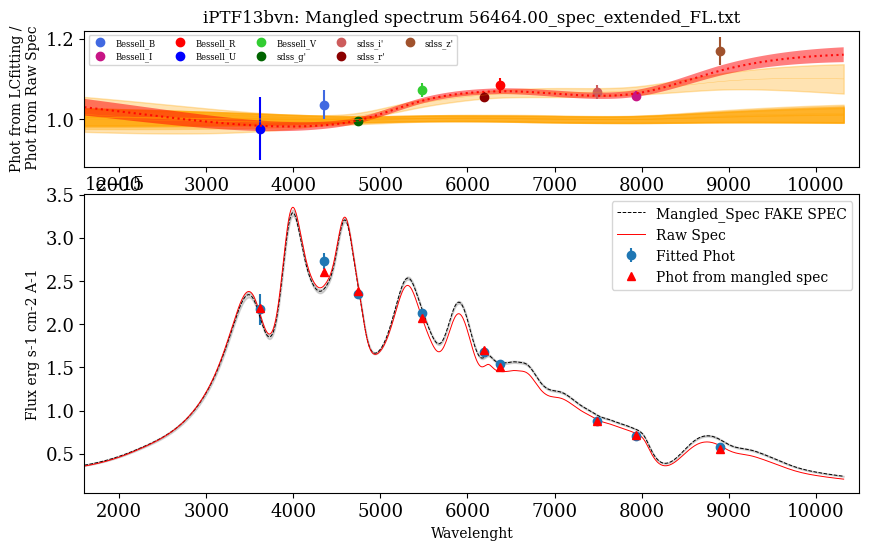 iPTF13bvn: Mangled spectrum 56464.00_spec_extended_FL.txt
Phot from LCfitting /
Phot from Raw Spec
1.2
1.0
Bessell_B Bessell_R Bessell_V sdss_i' sdss_z'
Bessell_I Bessell_U sdss_g' sdss_r'
2000 3000 4000 5000 6000 7000 8000 9000 10000
1e−15
Flux erg s-1 cm-2 A-1
3.5
3.0
2.5
2.0
1.5
1.0
0.5
Mangled_Spec FAKE SPEC
Raw Spec
Fitted Phot
Phot from mangled spec
2000 3000 4000 5000 6000 7000 8000 9000 10000
Wavelenght